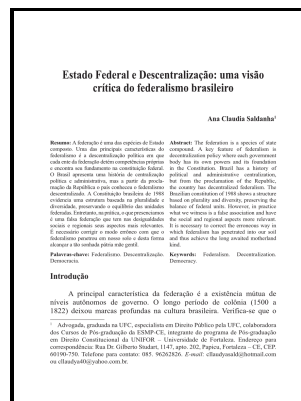 Estado Federal e Descentralização: uma visão
crítica do federalismo brasileiro
Ana Claudia Saldanha¹
Resumo: A federação é uma das espécies de Estado
composto. Uma das principais características do
federalismo é a descentralização política em que
cada ente da federação detém competências próprias
e encontra seu fundamento na constituição federal.
O Brasil apresenta uma história de centralização
política e administrativa, mas a partir da procla-
mação da República o país conheceu o federalismo
descentralizado. A Constituição brasileira de 1988
evidencia uma estrutura baseada na pluralidade e
diversidade, preservando o equilíbrio das unidades
federadas. Entretanto, na prática, o que presenciamos
é uma falsa federação que tem nas desigualdades
sociais e regionais seus aspectos mais relevantes.
É necessário corrigir o modo errôneo com que o
federalismo penetrou em nosso solo e desta forma
alcançar a tão sonhada pátria mãe gentil.
Palavras-chave: Federalismo. Descentralização.
Democracia.
Abstract: The federation is a species of state
compound. A key feature of federalism is
decentralization policy where each government
body has its own powers and its foundation
in the Constitution. Brazil has a history of
political and administrative centralization,
but from the proclamation of the Republic,
the country has decentralized federalism. The
Brazilian constitution of 1988 shows a structure
based on plurality and diversity, preserving the
balance of federal units. However, in practice
what we witness is a false association and have
the social and regional aspects more relevant.
It is necessary to correct the erroneous way in
which federalism has penetrated into our soil
and thus achieve the long awaited motherland
kind.
Keywords: Federalism. Decentralization.
Democracy.
Introdução
A principal característica da federação é a existência mútua de
níveis autônomos de governo. O longo período de colônia (1500 a
1822) deixou marcas profundas na cultura brasileira. Verifica-se que o
¹ Advogada, graduada na UFC, especialista em Direito Público pela UFC, colaboradora
dos Cursos de Pós-graduação da ESMP-CE, integrante do programa de Pós-graduação
em Direito Constitucional da UNIFOR – Universidade de Fortaleza. Endereço para
correspondência: Rua Dr. Gilberto Studart, 1147, apto. 202, Papicu, Fortaleza – CE, CEP.
60190-750. Telefone para contato: 085. 96262826. E-mail: cllaudyasald@hotmail.com
ou cllaudya40@yahoo.com.br.